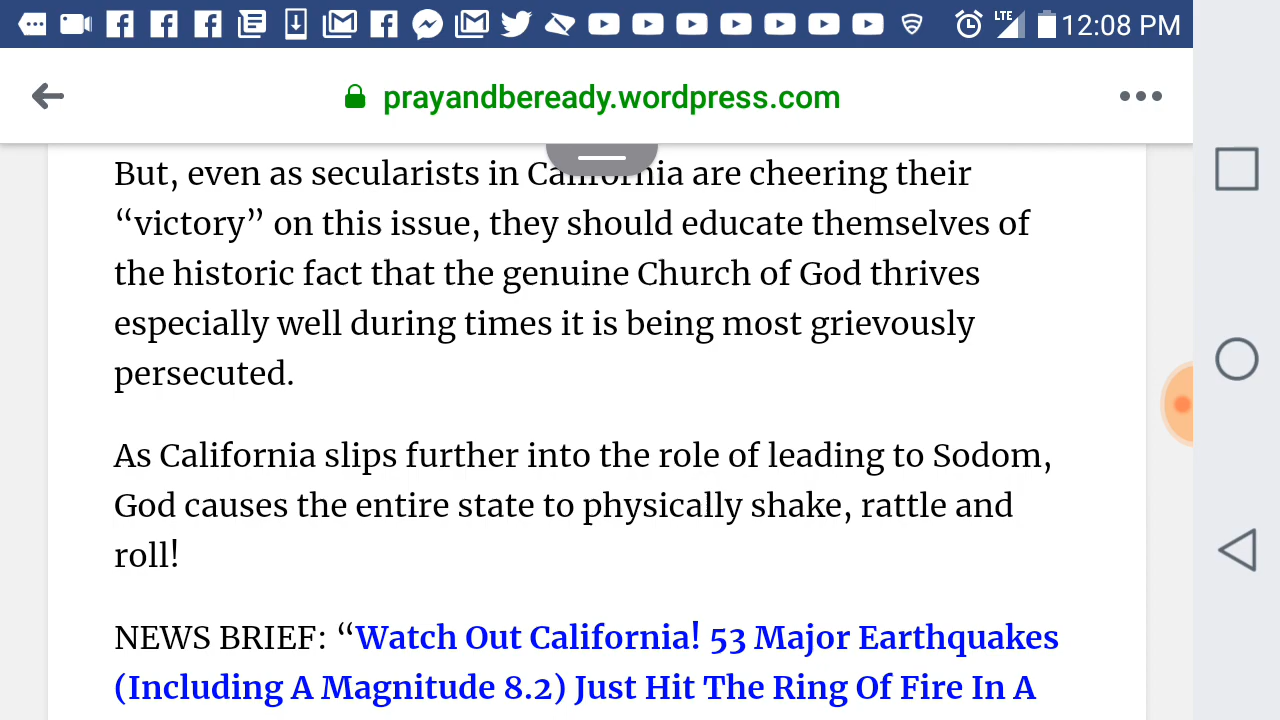 LTE 12:08 PM
prayandbeready.wordpress.com
But, even as secularists in California are cheering their
“victory” on this issue, they should educate themselves of
the historic fact that the genuine Church of God thrives
especially well during times it is being most grievously
persecuted.
As California slips further into the role of leading to Sodom,
God causes the entire state to physically shake, rattle and
roll!
NEWS BRIEF: “Watch Out California! 53 Major Earthquakes
(Including A Magnitude 8.2) Just Hit The Ring Of Fire In A